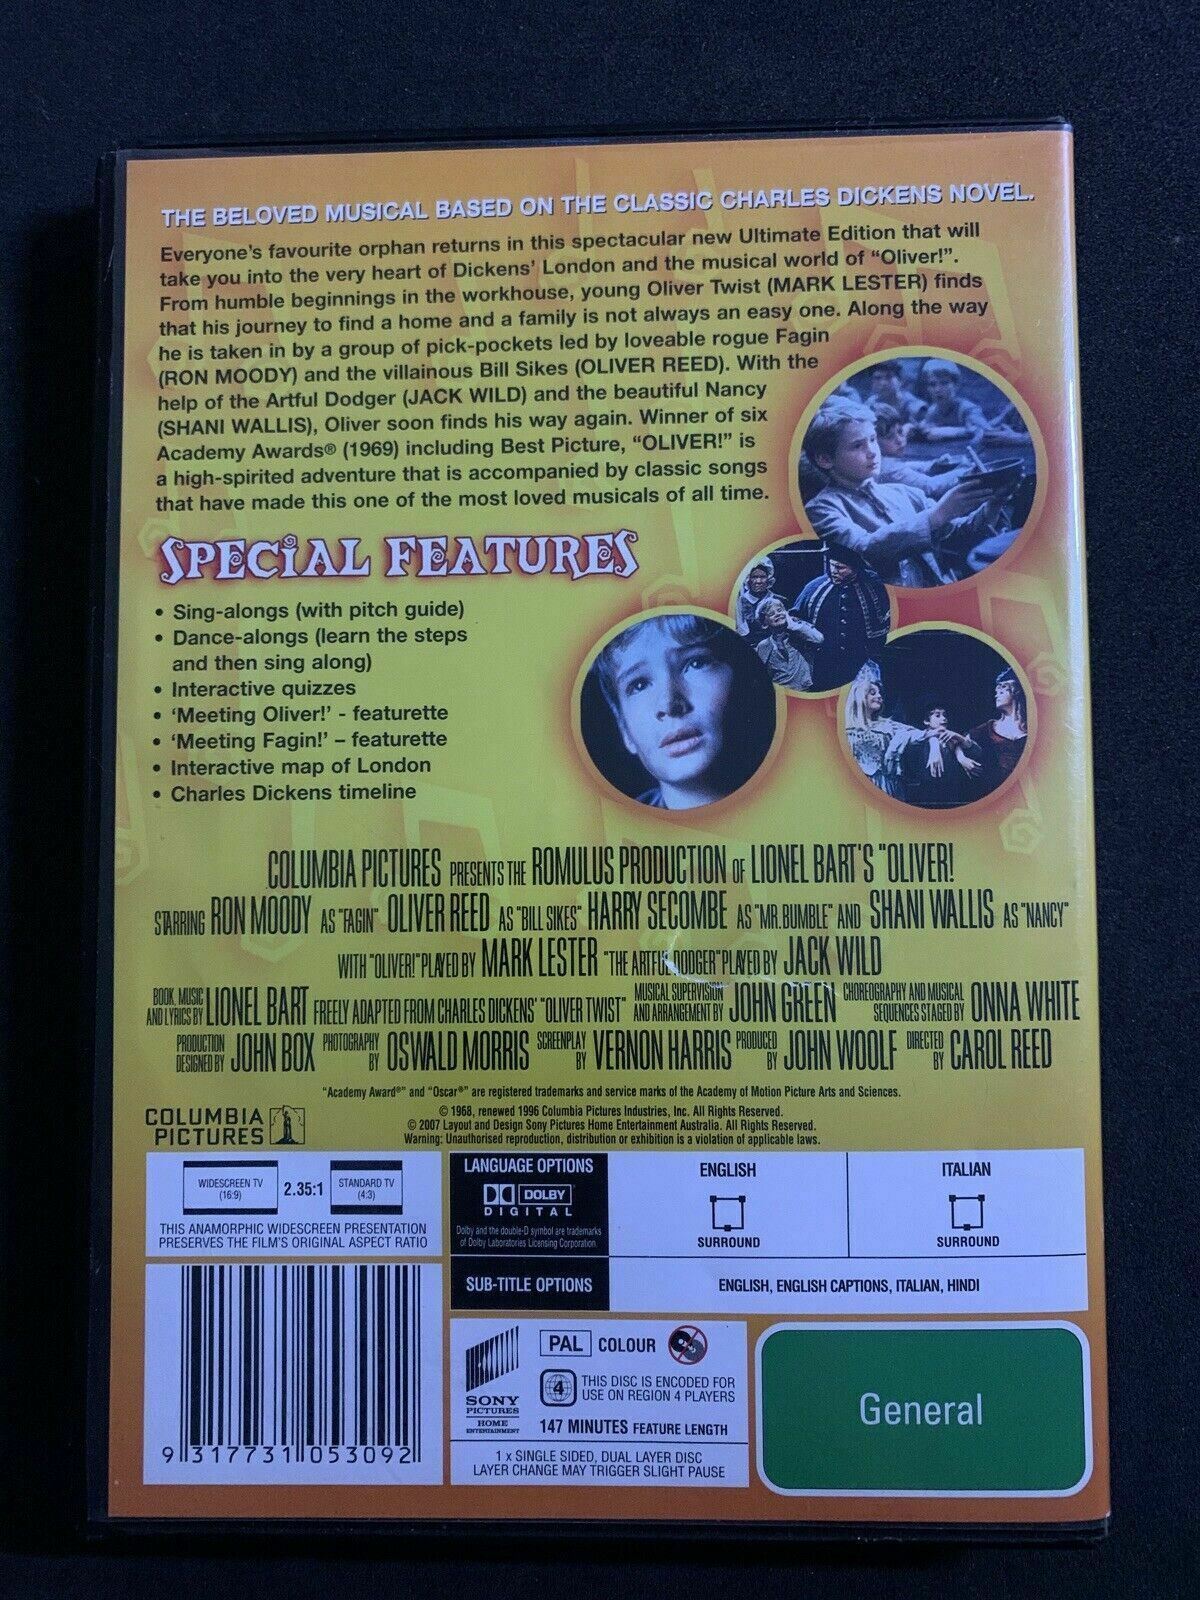 THE BELOVED MUSICAL BASED ON THE CLASSIC CHARLES DICKENS NOVEL.
Everyone's favourite orphan returns in this spectacular new Ultimate Edition that will
take you into the very heart of Dickens' London and the musical world of "Oliver!".
From humble beginnings in the workhouse, young Oliver Twist (MARK LESTER) finds
that his journey to find a home and a family is not always an easy one. Along the way
he is taken in by a group of pick-pockets led by loveable rogue Fagin
(RON MOODY) and the villainous Bill Sikes (OLIVER REED). With the
help of the Artful Dodger (JACK WILD) and the beautiful Nancy
(SHANI WALLIS), Oliver soon finds his way again. Winner of six
Academy Awards® (1969) including Best Picture, "OLIVER!" is
a high-spirited adventure that is accompanied by classic songs
that have made this one of the most loved musicals of all time.
SPECIAL FEATURES
• Sing-alongs (with pitch guide)
• Dance-alongs (learn the steps
and then sing along)
• Interactive quizzes
• 'Meeting Oliver!' - featurette
• 'Meeting Fagin!' – featurette
• Interactive map of London
• Charles Dickens timeline
COLUMBIA PICTURES PRESENTS THE ROMULUS PRODUCTION OF LIONEL BART'S "OLIVER!
STARRING RON MOODY AS "FAGIN" OLIVER REED AS "BILL SIKES" HARRY SECOMBE AS "MR. BUMBLE" AND SHANI WALLIS AS "NANCY"
WITH "OLIVER!" PLAYED BY MARK LESTER "THE ARTFUL DODGER" PLAYED BY JACK WILD
BOOK, MUSIC AND LYRICS BY LIONEL BART FREELY ADAPTED FROM CHARLES DICKENS' "OLIVER TWIST" MUSICAL SUPERVISION AND ARRANGEMENT BY JOHN GREEN CHOREOGRAPHY AND MUSICAL SEQUENCES STAGED BY ONNA WHITE
PRODUCTION DESIGNED BY JOHN BOX PHOTOGRAPHY BY OSWALD MORRIS SCREENPLAY BY VERNON HARRIS PRODUCED BY JOHN WOOLF DIRECTED BY CAROL REED
"Academy Award®" and "Oscar®" are registered trademarks and service marks of the Academy of Motion Picture Arts and Sciences.
COLUMBIA
PICTURES
© 1968, renewed 1996 Columbia Pictures Industries, Inc. All Rights Reserved.
© 2007 Layout and Design Sony Pictures Home Entertainment Australia. All Rights Reserved.
Warning: Unauthorised reproduction, distribution or exhibition is a violation of applicable laws.
WIDESCREEN TV
(16:9)
2.35:1
STANDARD TV
(4:3)
THIS ANAMORPHIC WIDESCREEN PRESENTATION
PRESERVES THE FILM'S ORIGINAL ASPECT RATIO
LANGUAGE OPTIONS
DOLBY
DIGITAL
Dolby and the double-D symbol are trademarks
of Dolby Laboratories Licensing Corporation.
ENGLISH
SURROUND
ITALIAN
SURROUND
SUB-TITLE OPTIONS
ENGLISH, ENGLISH CAPTIONS, ITALIAN, HINDI
9 317731 053092
SONY
PICTURES
HOME
ENTERTAINMENT
PAL COLOUR
4
THIS DISC IS ENCODED FOR
USE ON REGION 4 PLAYERS
147 MINUTES FEATURE LENGTH
1 x SINGLE SIDED, DUAL LAYER DISC
LAYER CHANGE MAY TRIGGER SLIGHT PAUSE
General